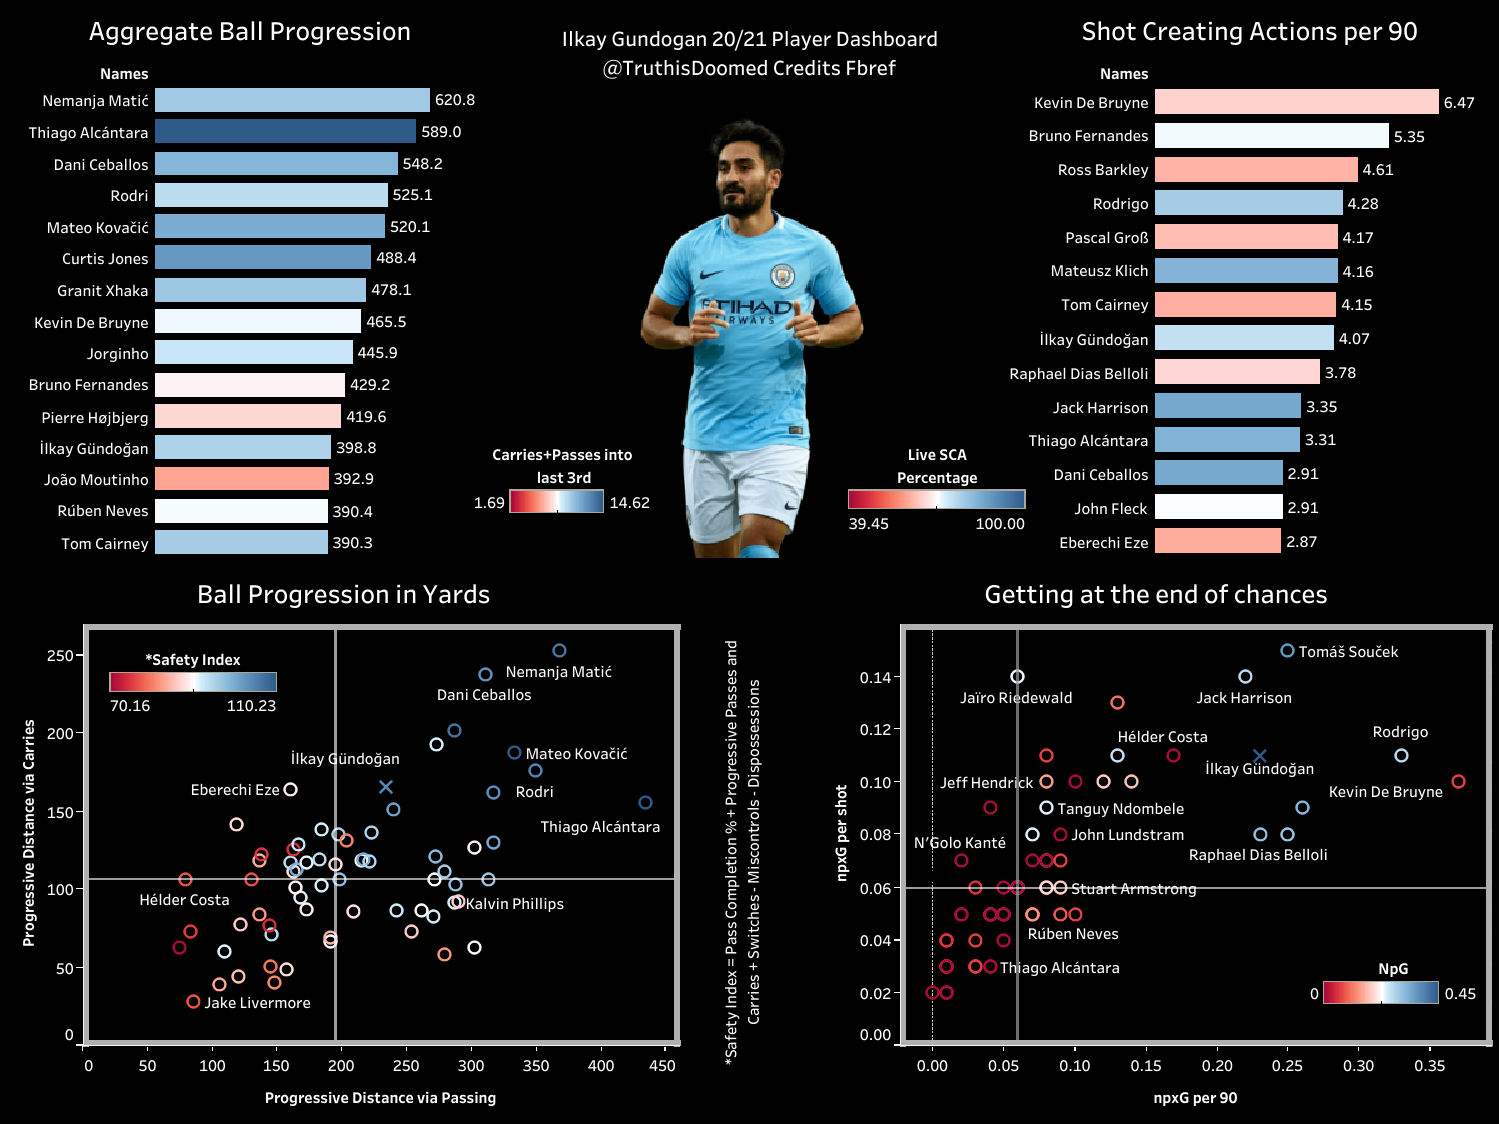 Aggregate Ball Progression
Ilkay Gundogan 20/21 Player Dashboard
@TruthisDoomed Credits Fbref
Shot Creating Actions per 90
Names
Nemanja Matić 620.8
Thiago Alcántara 589.0
Dani Ceballos 548.2
Rodri 525.1
Mateo Kovačić 520.1
Curtis Jones 488.4
Granit Xhaka 478.1
Kevin De Bruyne 465.5
Jorginho 445.9
Bruno Fernandes 429.2
Pierre Højbjerg 419.6
İlkay Gündoğan 398.8
João Moutinho 392.9
Rúben Neves 390.4
Tom Cairney 390.3
Carries+Passes into
last 3rd
1.69 14.62
ETIHAD
AIRWAYS
Live SCA
Percentage
39.45 100.00
Names
Kevin De Bruyne 6.47
Bruno Fernandes 5.35
Ross Barkley 4.61
Rodrigo 4.28
Pascal Groß 4.17
Mateusz Klich 4.16
Tom Cairney 4.15
İlkay Gündoğan 4.07
Raphael Dias Belloli 3.78
Jack Harrison 3.35
Thiago Alcántara 3.31
Dani Ceballos 2.91
John Fleck 2.91
Eberechi Eze 2.87
Ball Progression in Yards
*Safety Index
70.16 110.23
Nemanja Matić
Dani Ceballos
İlkay Gündoğan
Mateo Kovačić
Eberechi Eze
Rodri
Thiago Alcántara
Hélder Costa
Kalvin Phillips
Jake Livermore
250
200
150
100
50
0
Progressive Distance via Carries
0 50 100 150 200 250 300 350 400 450
Progressive Distance via Passing
*Safety Index = Pass Completion % + Progressive Passes and
Carries + Switches - Miscontrols - Dispossessions
Getting at the end of chances
Tomáš Souček
Jaïro Riedewald
Jack Harrison
Rodrigo
Hélder Costa
İlkay Gündoğan
Jeff Hendrick
Kevin De Bruyne
Tanguy Ndombele
John Lundstram
N'Golo Kanté
Raphael Dias Belloli
Stuart Armstrong
Rúben Neves
Thiago Alcántara
NpG
0 0.45
0.14
0.12
0.10
0.08
0.06
0.04
0.02
0.00
npxG per shot
0.00 0.05 0.10 0.15 0.20 0.25 0.30 0.35
npxG per 90